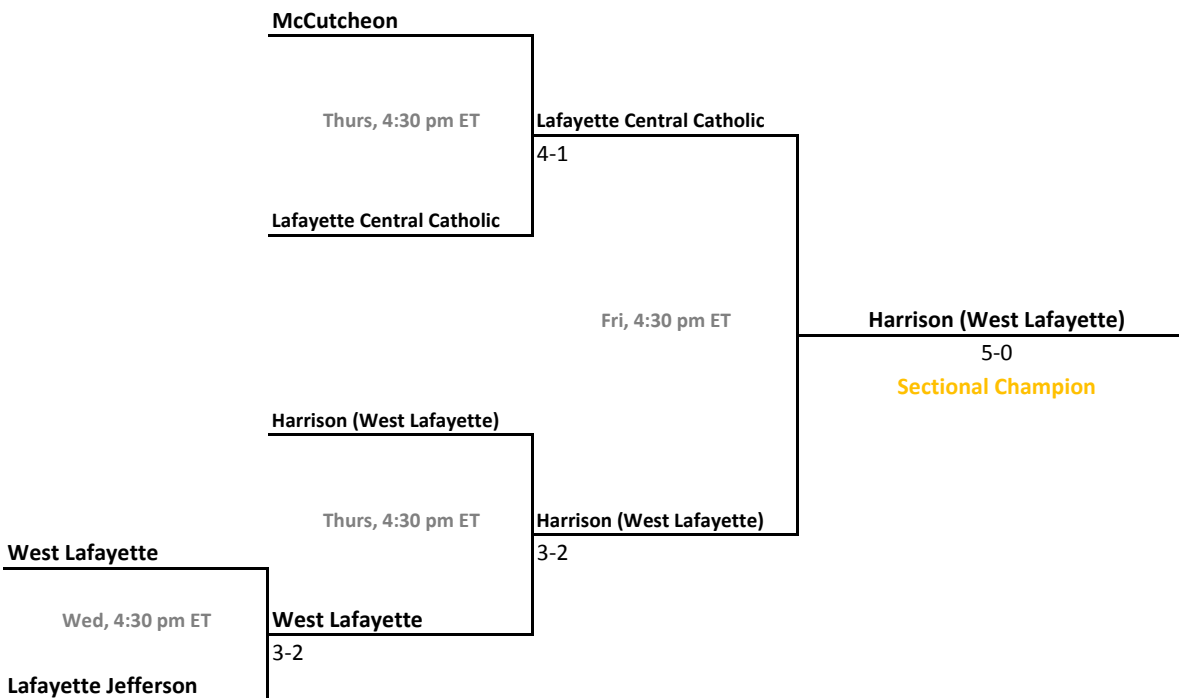 McCutcheon
Thurs, 4:30 pm ET
Lafayette Central Catholic
4-1
Lafayette Central Catholic
Fri, 4:30 pm ET
Harrison (West Lafayette)
5-0
Sectional Champion
Harrison (West Lafayette)
Thurs, 4:30 pm ET
Harrison (West Lafayette)
3-2
West Lafayette
Wed, 4:30 pm ET
West Lafayette
3-2
Lafayette Jefferson